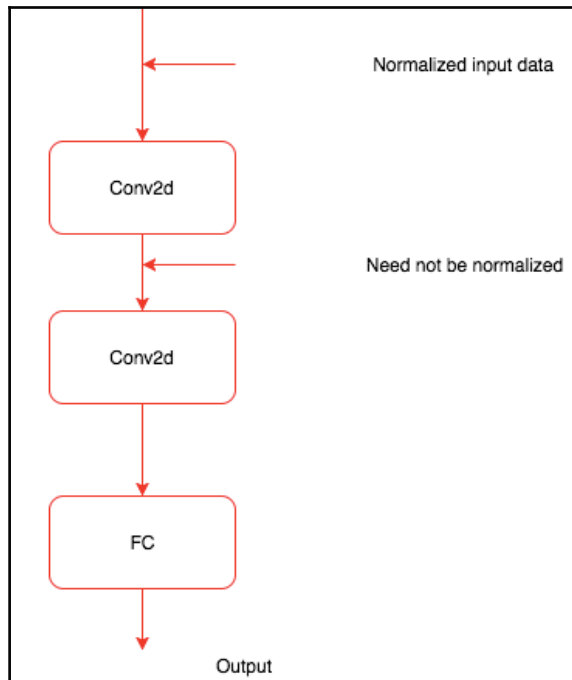 Normalized input data
Conv2d
Need not be normalized
Conv2d
FC
Output